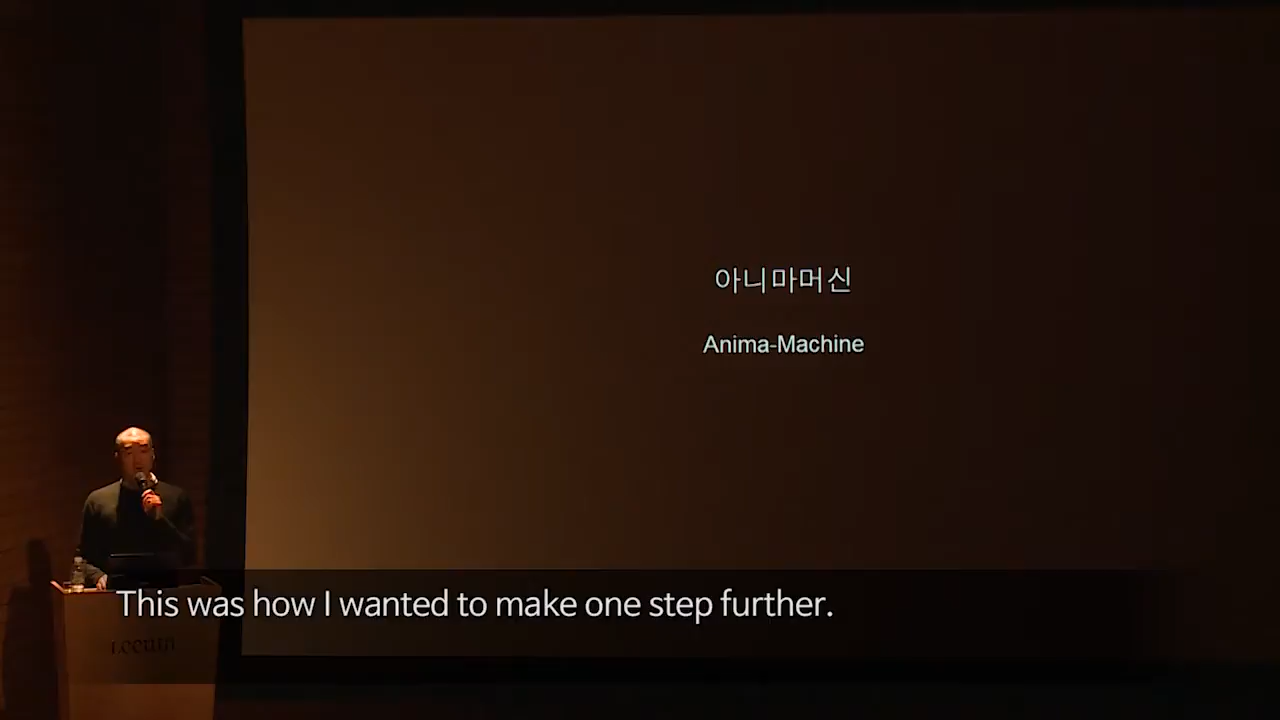 아니마머신
Anima-Machine
This was how I wanted to make one step further.